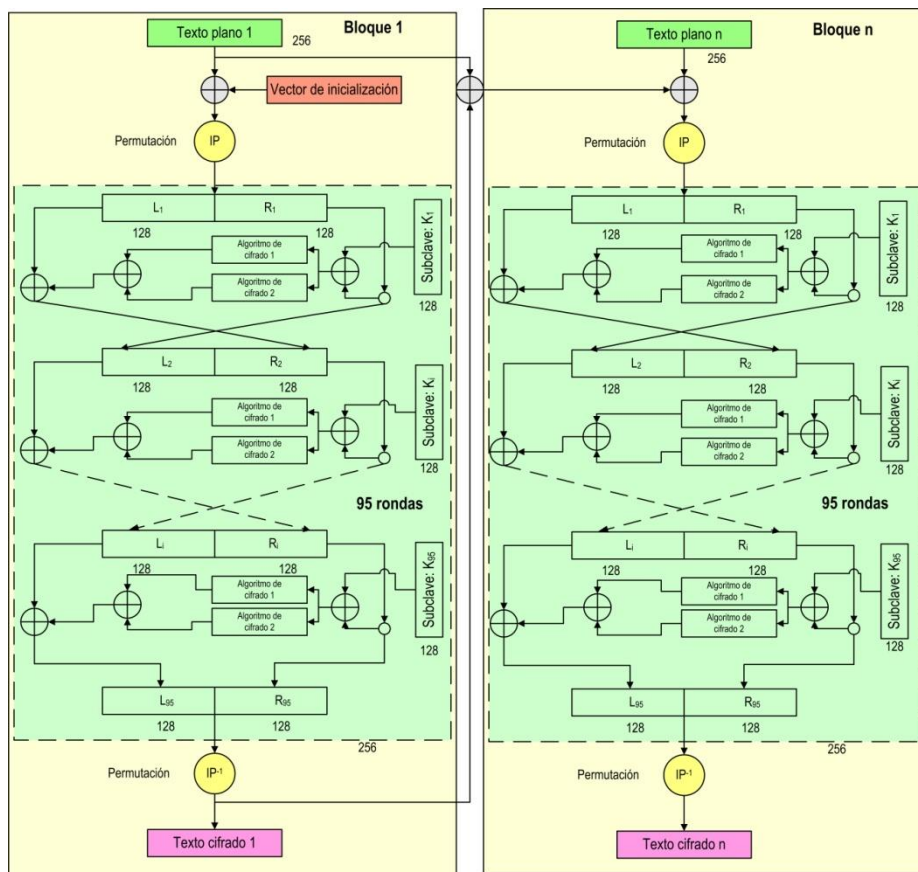 Bloque 1
Texto plano 1
256
Vector de inicialización
Permutación
IP
L1
R1
128
128
Algoritmo de
cifrado 1
Algoritmo de
cifrado 2
Subclave: K1
128
L2
R2
128
128
Algoritmo de
cifrado 1
Algoritmo de
cifrado 2
Subclave: Ki
128
95 rondas
Li
Ri
128
128
Algoritmo de
cifrado 1
Algoritmo de
cifrado 2
Subclave: K95
128
L95
R95
128
128
256
Permutación
IP-1
Texto cifrado 1
Bloque n
Texto plano n
256
Permutación
IP
L1
R1
128
128
Algoritmo de
cifrado 1
Algoritmo de
cifrado 2
Subclave: K1
128
L2
R2
128
128
Algoritmo de
cifrado 1
Algoritmo de
cifrado 2
Subclave: Ki
128
95 rondas
Li
Ri
128
128
Algoritmo de
cifrado 1
Algoritmo de
cifrado 2
Subclave: K95
128
L95
R95
128
128
256
Permutación
IP-1
Texto cifrado n